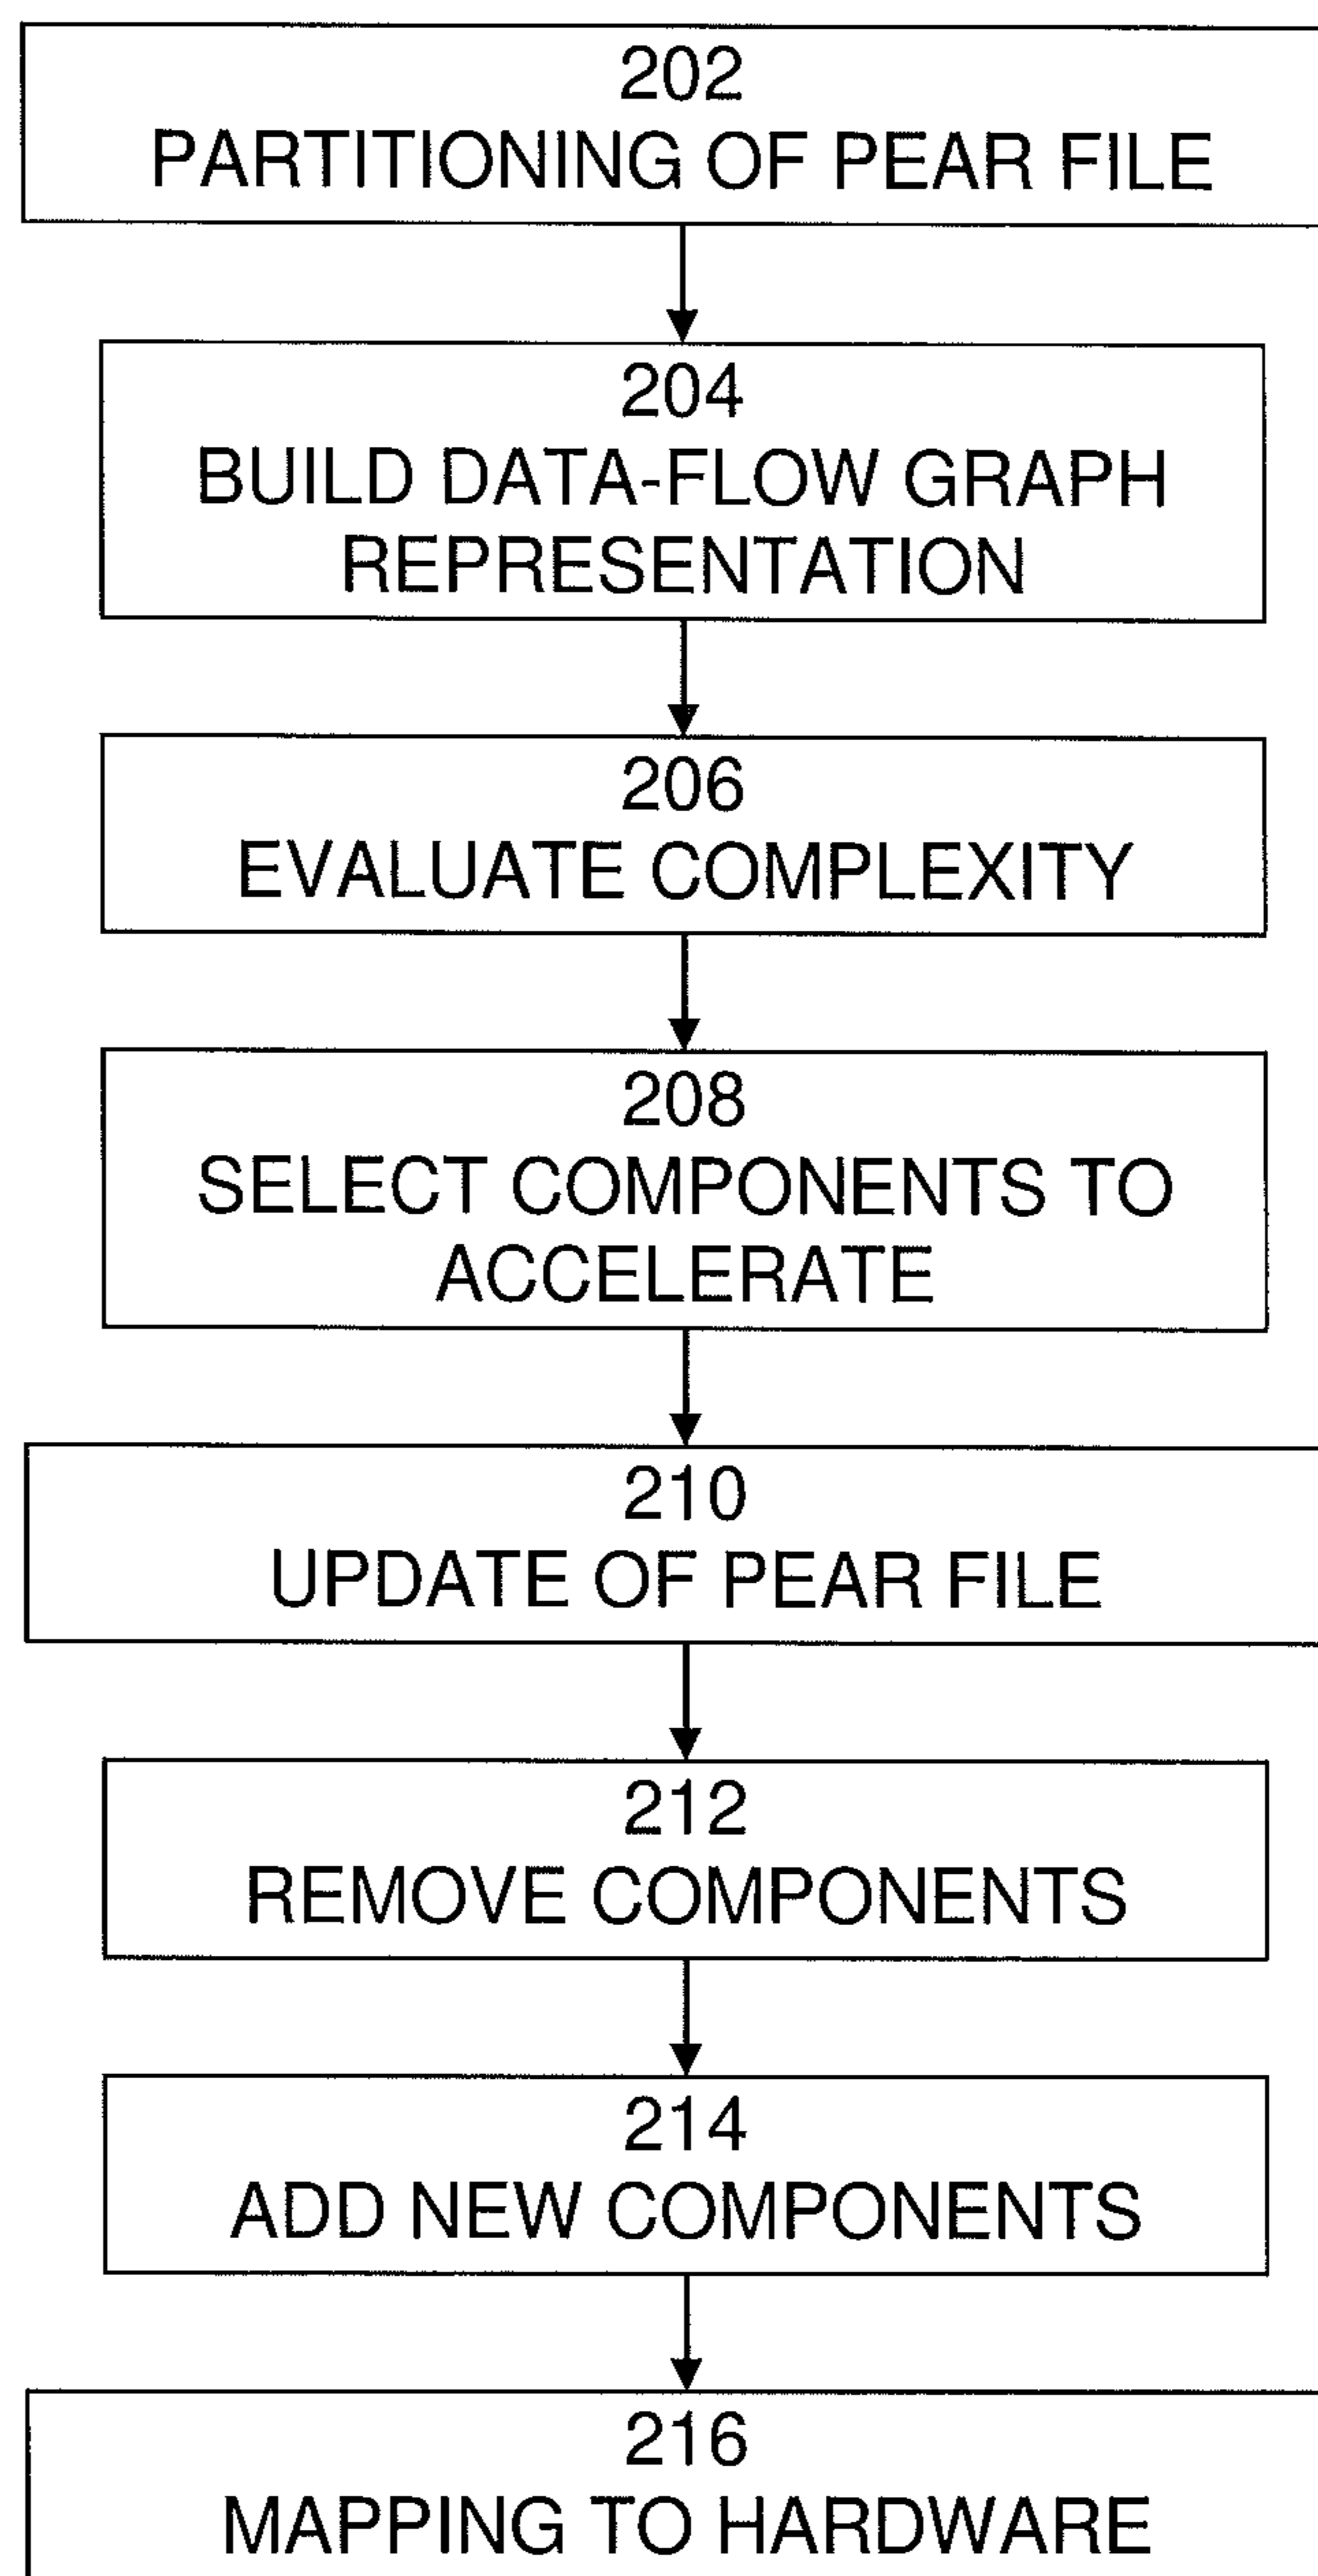 202
PARTITIONING OF PEAR FILE
204
BUILD DATA-FLOW GRAPH
REPRESENTATION
206
EVALUATE COMPLEXITY
208
SELECT COMPONENTS TO
ACCELERATE
210
UPDATE OF PEAR FILE
212
REMOVE COMPONENTS
214
ADD NEW COMPONENTS
216
MAPPING TO HARDWARE